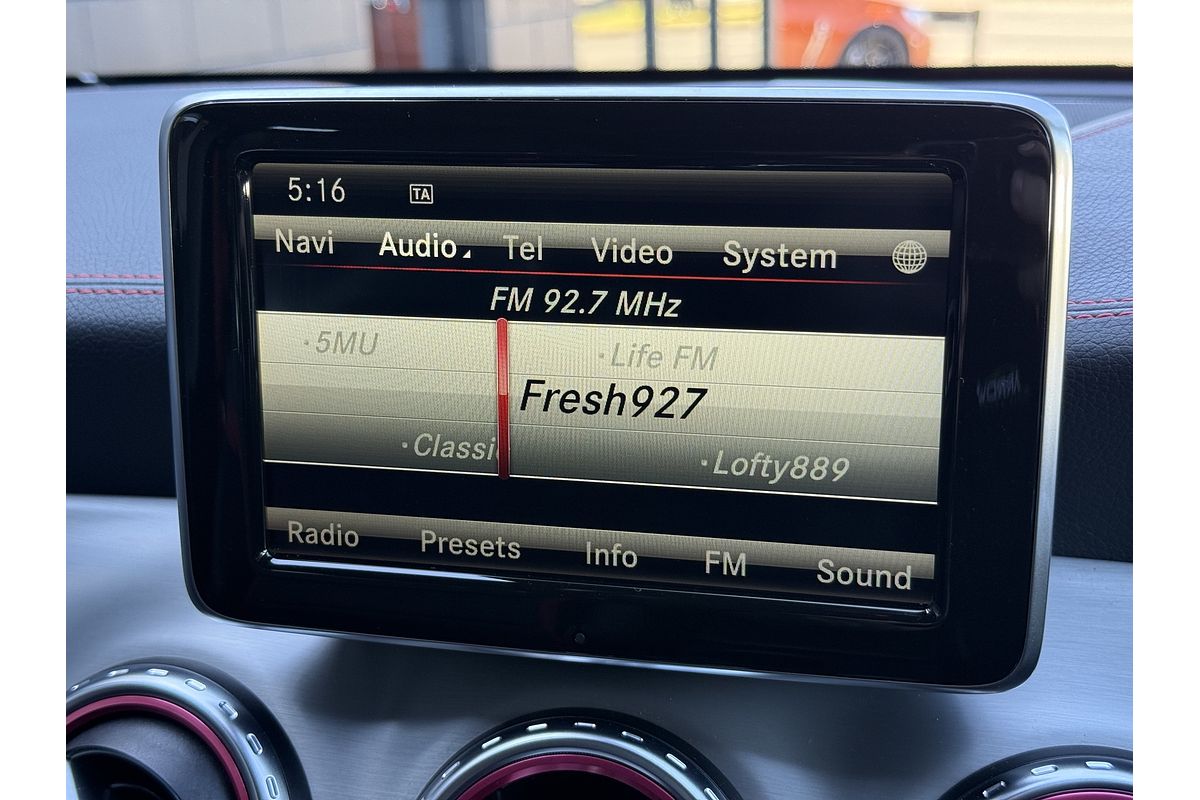 5:16 TA
Navi Audio Tel Video System
FM 92.7 MHz
·5MU ·Life FM
Fresh927
·Classi ·Lofty889
Radio Presets Info FM Sound